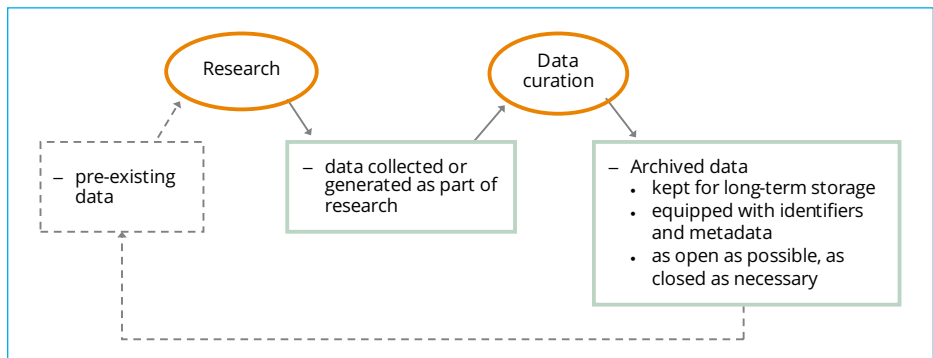 Research
Data
curation
– pre-existing
data
– data collected or
generated as part of
research
– Archived data
• kept for long-term storage
• equipped with identifiers
and metadata
• as open as possible, as
closed as necessary